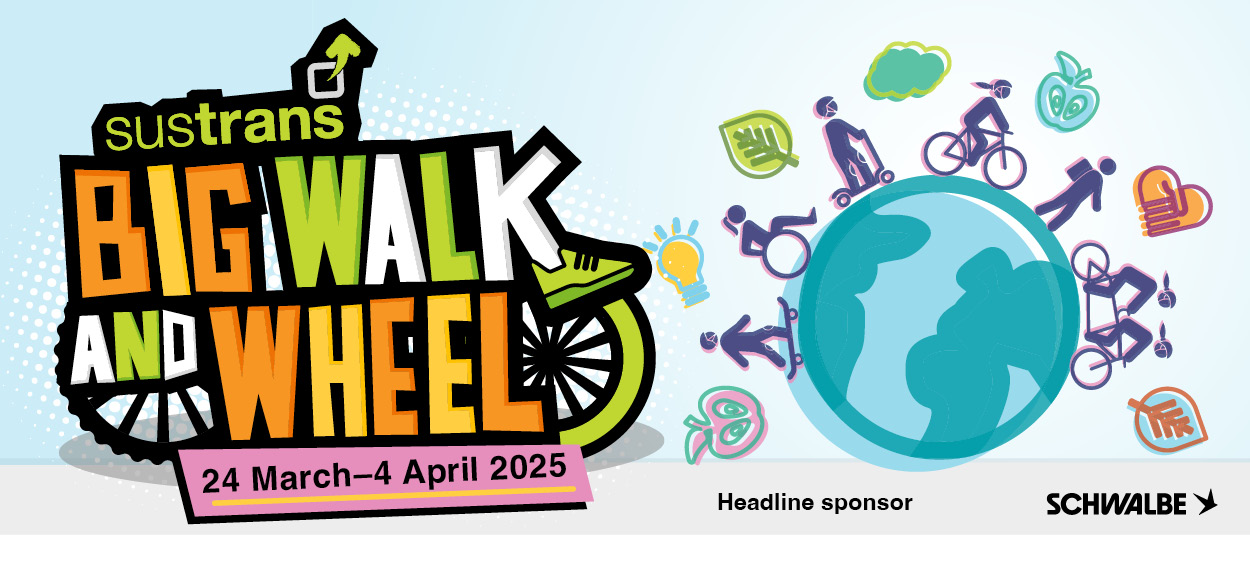 sustrans
BIG WALK
AND WHEEL
24 March–4 April 2025
Headline sponsor
SCHWALBE